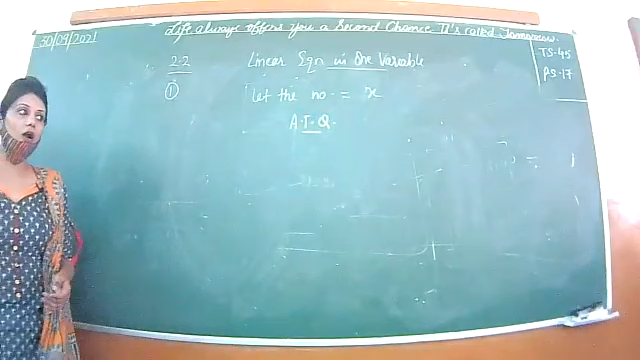 Life always offers you a Second Chance It's called Tomorrow.
30/09/2021
TS-45
PS-17
2.2 Linear Eqn in One Variable
① Let the no. = x
A.T.Q.